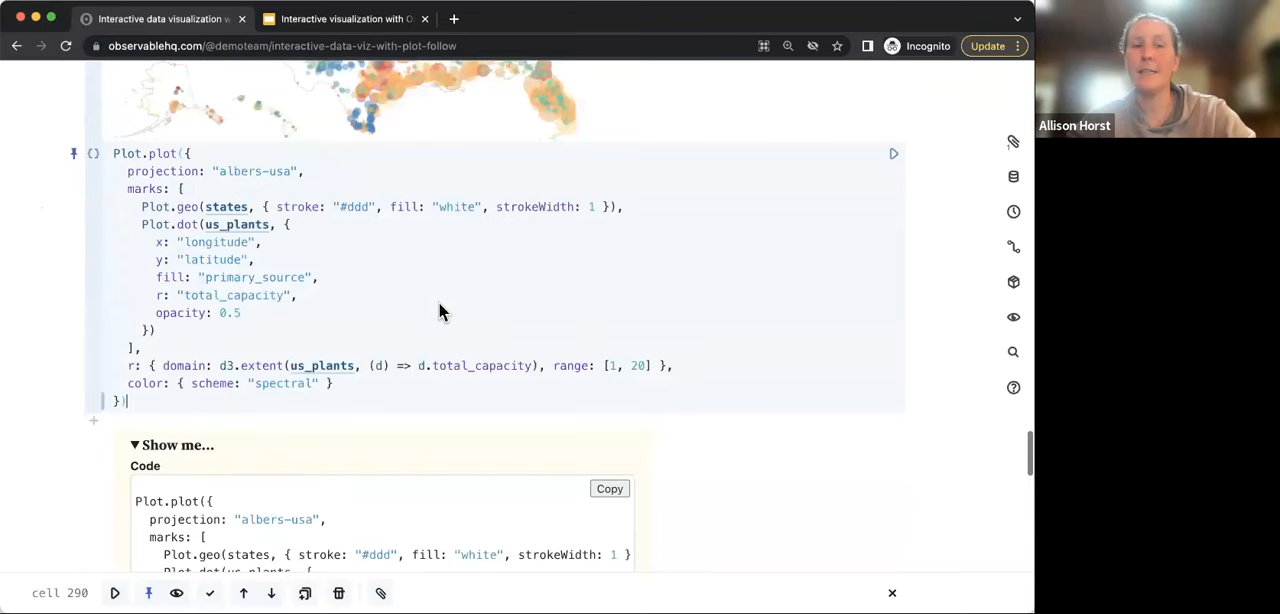 Interactive data visualization w
Interactive visualization with O
observablehq.com/@demoteam/interactive-data-viz-with-plot-follow
Incognito
Update
Allison Horst
Plot.plot({
projection: "albers-usa",
marks: [
Plot.geo(states, { stroke: "#ddd", fill: "white", strokeWidth: 1 }),
Plot.dot(us_plants, {
x: "longitude",
y: "latitude",
fill: "primary_source",
r: "total_capacity",
opacity: 0.5
})
],
r: { domain: d3.extent(us_plants, (d) => d.total_capacity), range: [1, 20] },
color: { scheme: "spectral" }
})
Show me...
Code
Copy
Plot.plot({
projection: "albers-usa",
marks: [
Plot.geo(states, { stroke: "#ddd", fill: "white", strokeWidth: 1 }
Plot.dot(us_plants, {
cell 290